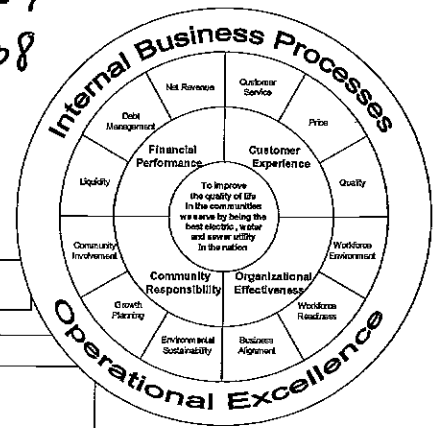 Internal Business Processes
Net Revenue
Customer
Service
Debt
Management
Price
Financial
Performance
Customer
Experience
Liquidity
Quality
To improve
the quality of life
in the communities
we serve by being the
best electric, water
and sewer utility
in the nation
Community
Involvement
Workforce
Environment
Community
Responsibility
Organizational
Effectiveness
Growth
Planning
Workforce
Readiness
Environmental
Sustainability
Business
Alignment
Operational Excellence